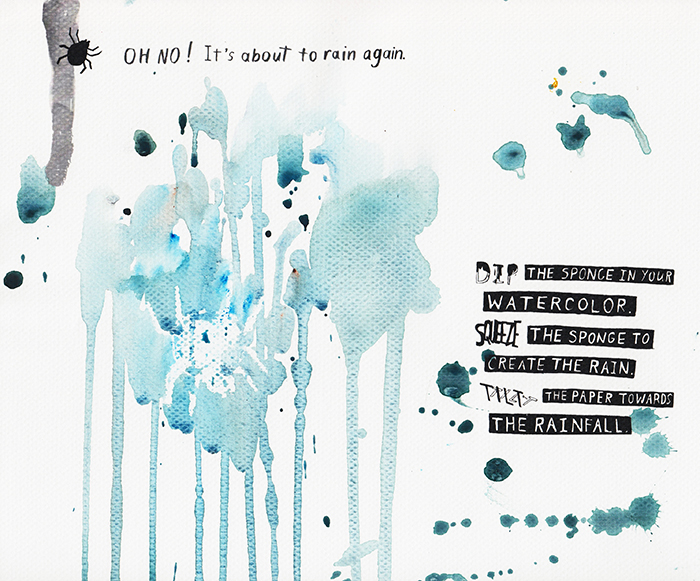 OH NO! It's about to rain again.
DIP THE SPONGE IN YOUR
WATERCOLOR.
SQUEEZE THE SPONGE TO
CREATE THE RAIN.
TILT THE PAPER TOWARDS
THE RAINFALL.